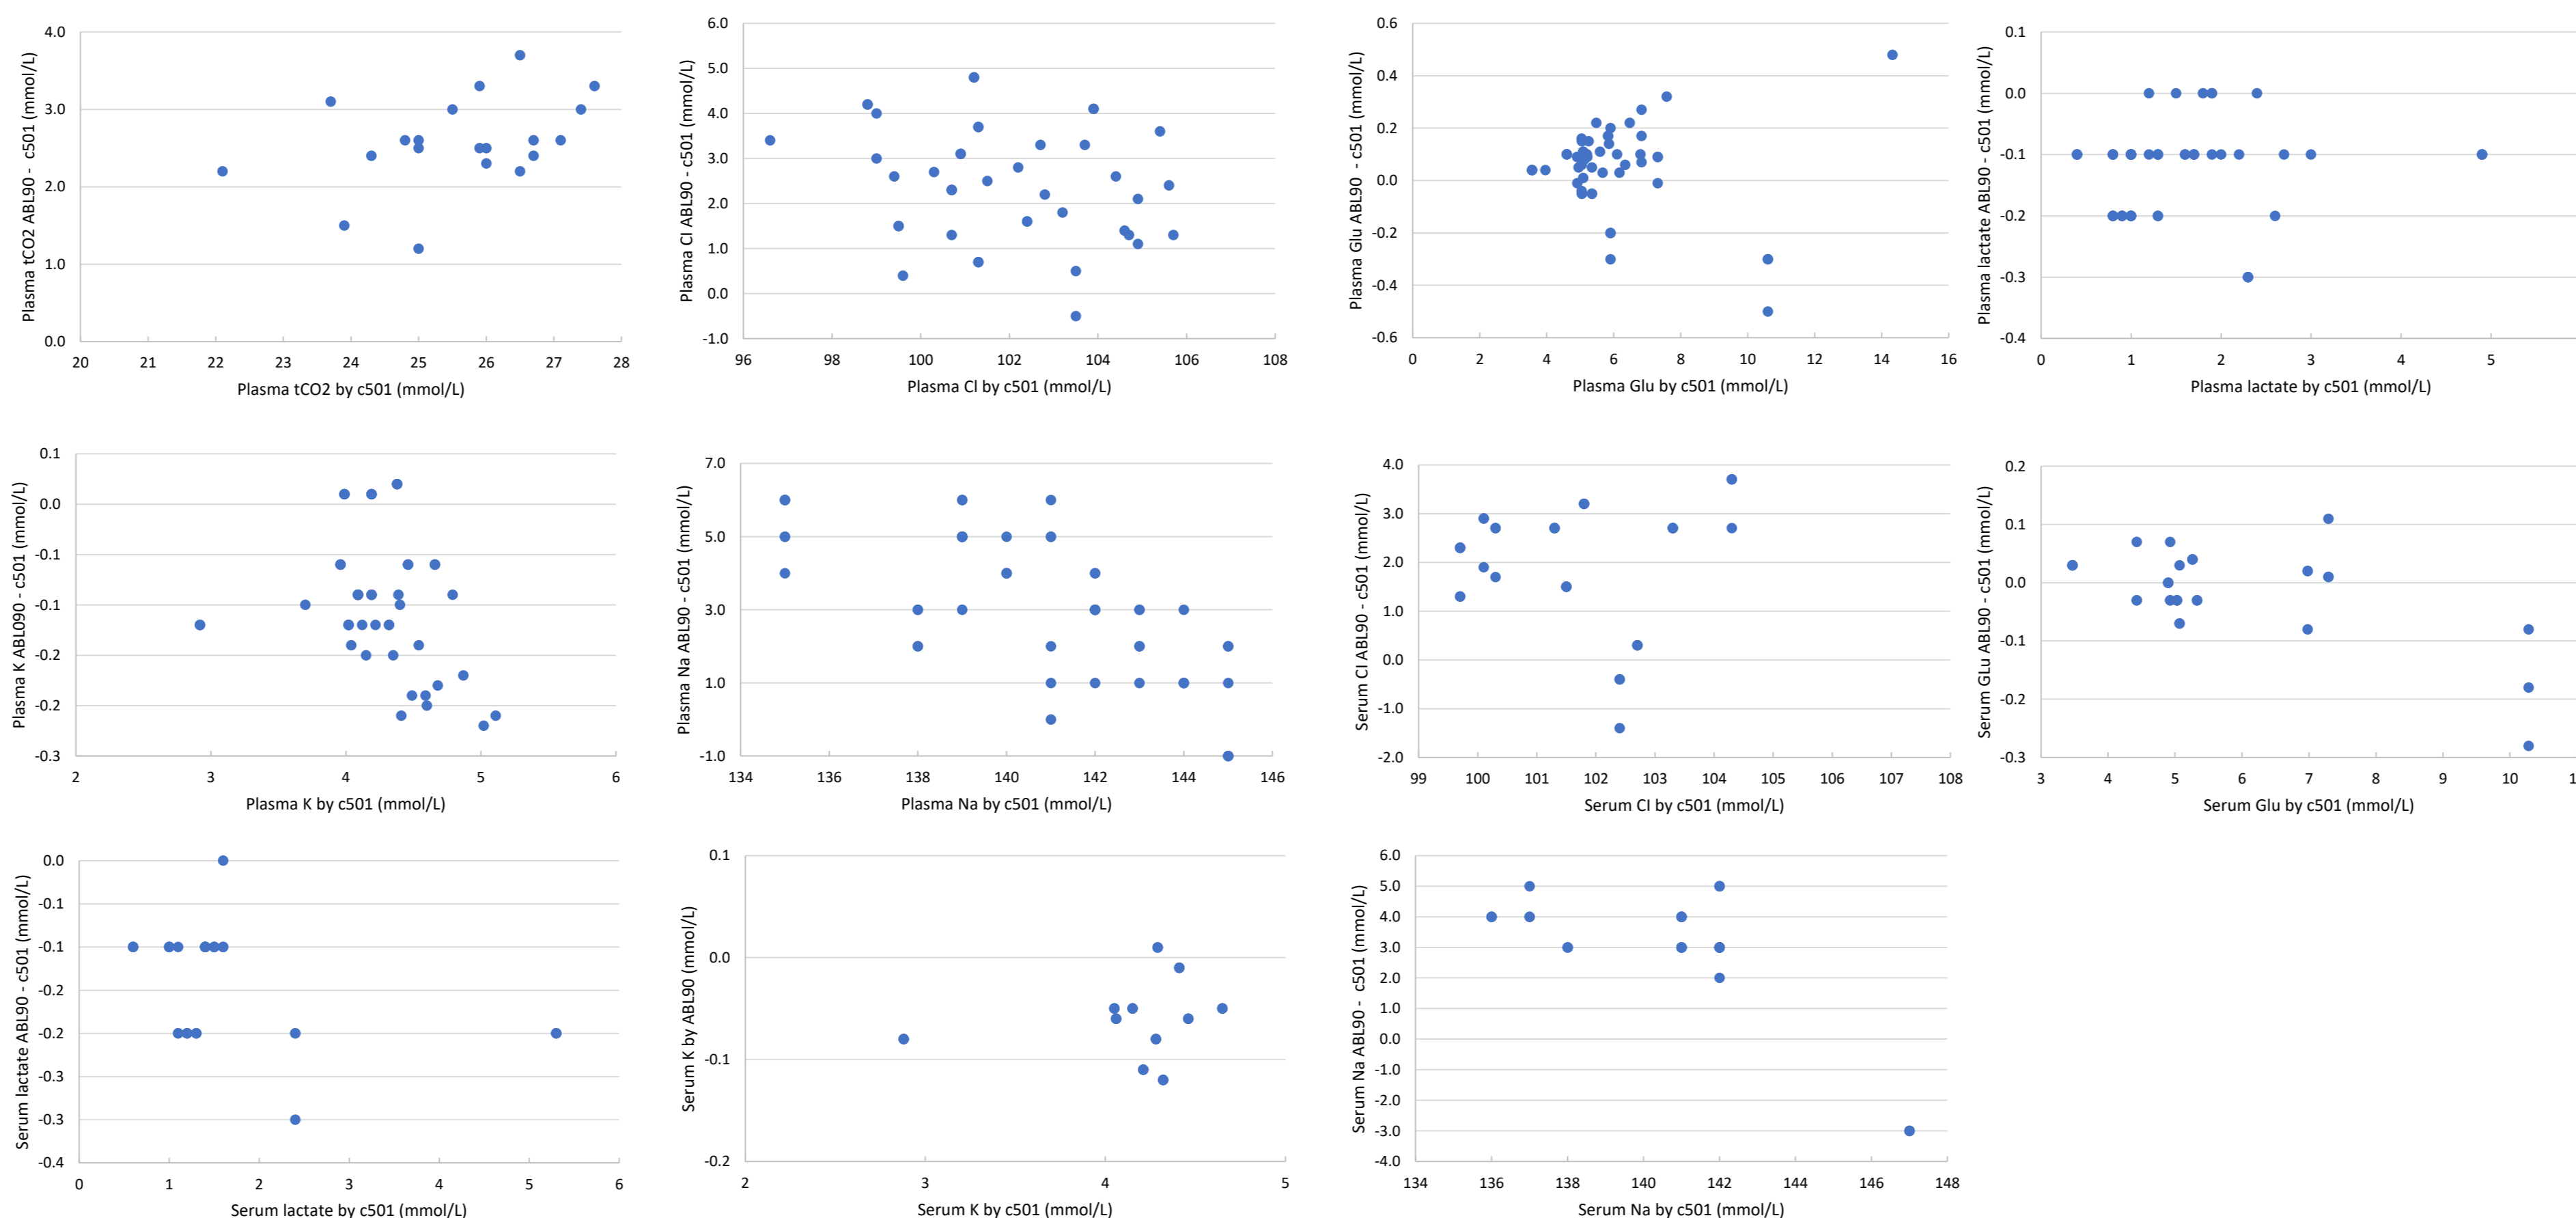 Plasma tCO2 ABL90 - c501 (mmol/L)
4.0
3.0
2.0
1.0
0.0
20 21 22 23 24 25 26 27 28
Plasma tCO2 by c501 (mmol/L)
Plasma Cl ABL90 - c501 (mmol/L)
6.0
5.0
4.0
3.0
2.0
1.0
0.0
-1.0
96 98 100 102 104 106 108
Plasma Cl by c501 (mmol/L)
Plasma Glu ABL90 - c501 (mmol/L)
0.6
0.4
0.2
0.0
-0.2
-0.4
-0.6
0 2 4 6 8 10 12 14 16
Plasma Glu by c501 (mmol/L)
Plasma lactate ABL90 - c501 (mmol/L)
0.1
0.0
-0.1
-0.2
-0.3
-0.4
0 1 2 3 4 5
Plasma lactate by c501 (mmol/L)
Plasma K ABL090 - c501 (mmol/L)
0.1
0.0
-0.1
-0.1
-0.2
-0.2
-0.3
2 3 4 5 6
Plasma K by c501 (mmol/L)
Plasma Na ABL90 - c501 (mmol/L)
7.0
5.0
3.0
1.0
-1.0
134 136 138 140 142 144 146
Plasma Na by c501 (mmol/L)
Serum Cl ABL90 - c501 (mmol/L)
4.0
3.0
2.0
1.0
0.0
-1.0
-2.0
99 100 101 102 103 104 105 106 107 108
Serum Cl by c501 (mmol/L)
Serum GLu ABL90 - c501 (mmol/L)
0.2
0.1
0.0
-0.1
-0.2
-0.3
3 4 5 6 7 8 9 10
Serum Glu by c501 (mmol/L)
Serum lactate ABL90 - c501 (mmol/L)
0.0
-0.1
-0.1
-0.2
-0.2
-0.3
-0.3
-0.4
0 1 2 3 4 5 6
Serum lactate by c501 (mmol/L)
Serum K by ABL90 (mmol/L)
0.1
0.0
-0.1
-0.2
2 3 4 5
Serum K by c501 (mmol/L)
Serum Na ABL90 - c501 (mmol/L)
6.0
5.0
4.0
3.0
2.0
1.0
0.0
-1.0
-2.0
-3.0
-4.0
134 136 138 140 142 144 146 148
Serum Na by c501 (mmol/L)